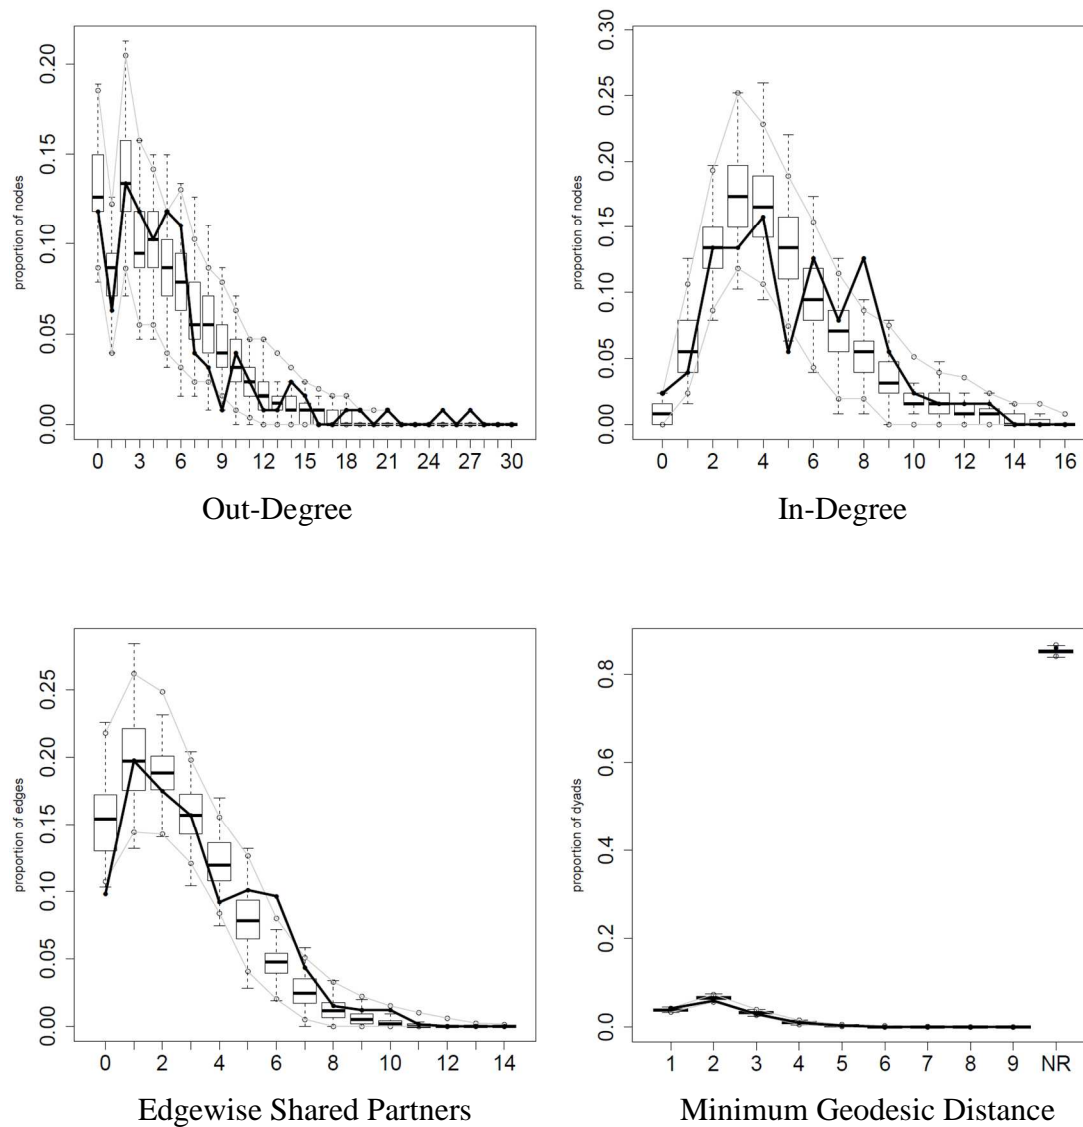 proportion of nodes
0.00 0.05 0.10 0.15 0.20
0 3 6 9 12 15 18 21 24 27 30
Out-Degree
proportion of nodes
0.00 0.05 0.10 0.15 0.20 0.25 0.30
0 2 4 6 8 10 12 14 16
In-Degree
proportion of edges
0.00 0.05 0.10 0.15 0.20 0.25
0 2 4 6 8 10 12 14
Edgewise Shared Partners
proportion of dyads
0.0 0.2 0.4 0.6 0.8
1 2 3 4 5 6 7 8 9 NR
Minimum Geodesic Distance